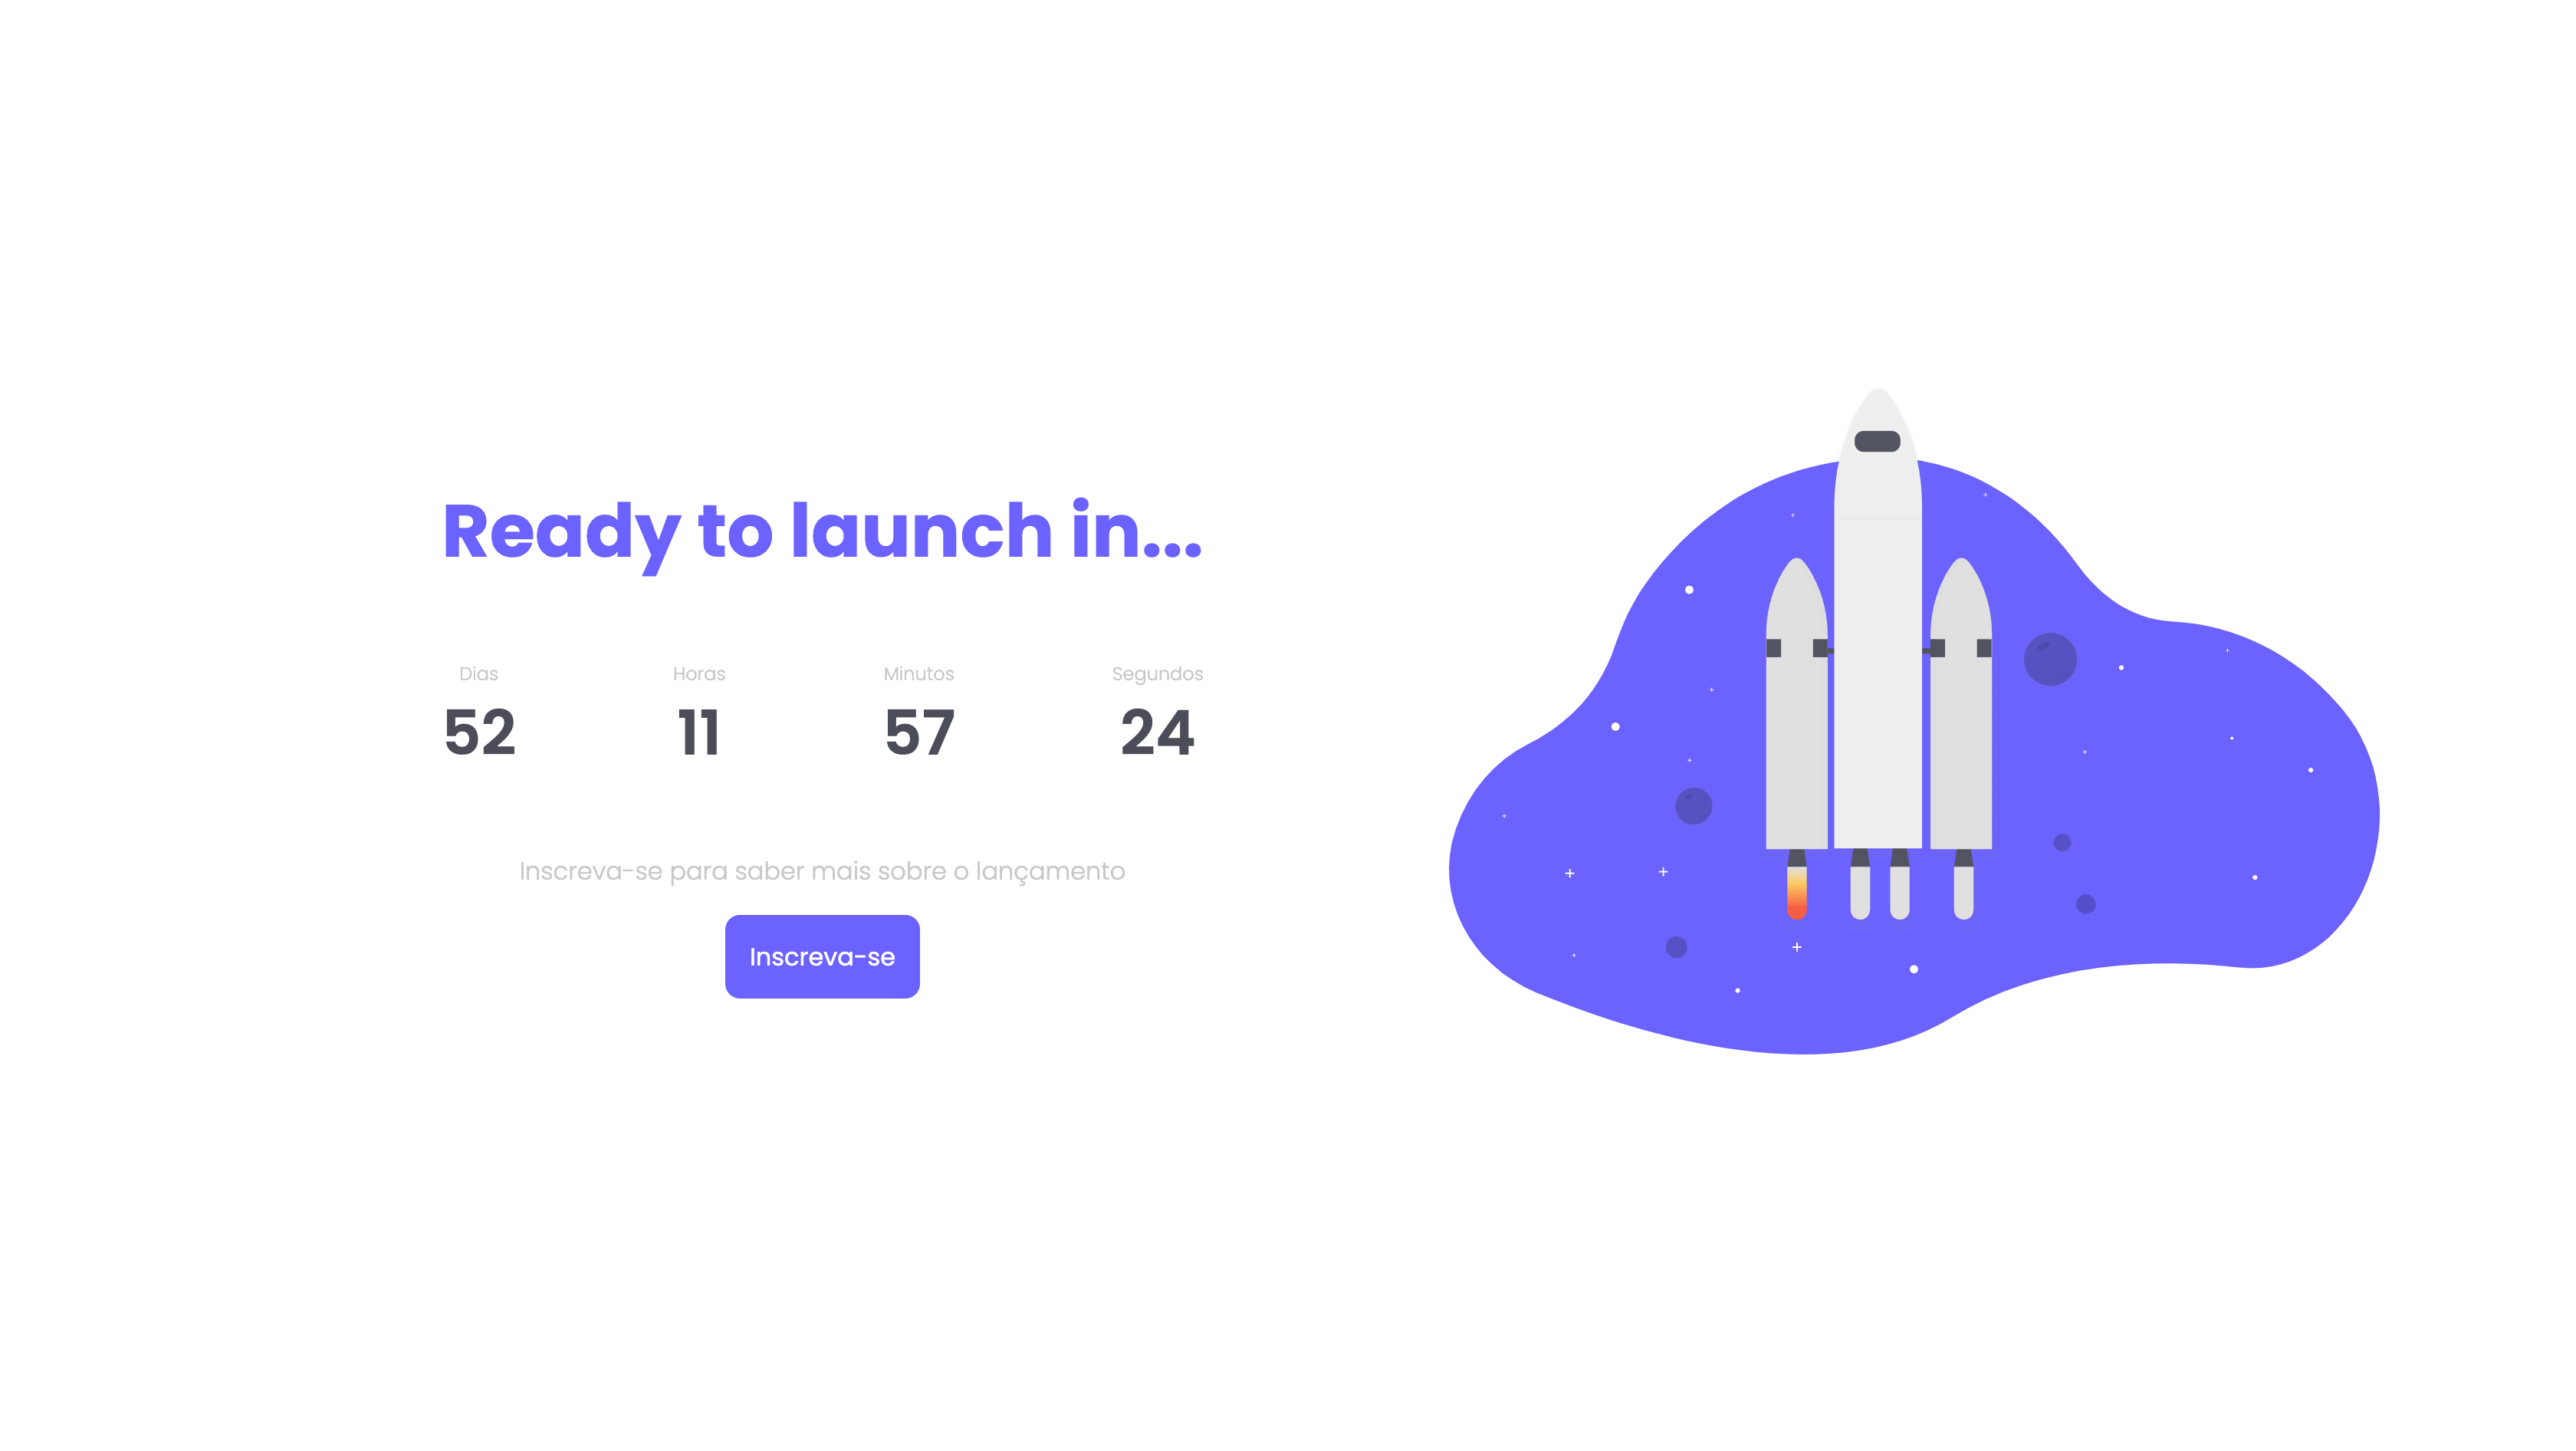 Ready to launch in...
Dias Horas Minutos Segundos
52 11 57 24
Inscreva-se para saber mais sobre o lançamento
Inscreva-se